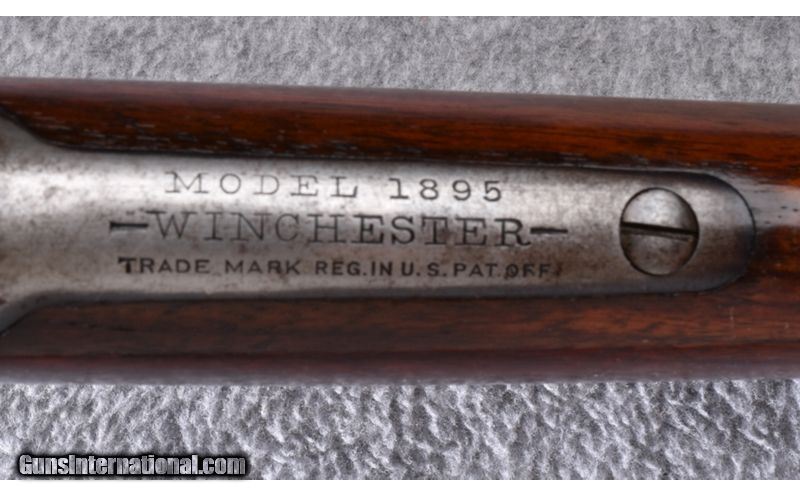 MODEL 1895
-WINCHESTER-
TRADE MARK REG. IN U.S. PAT. OFF.
GunsInternational.com